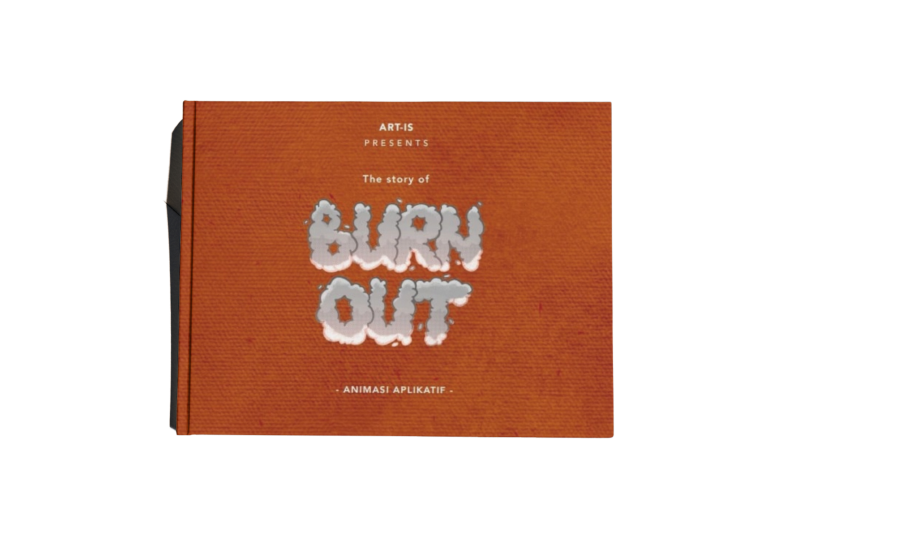 ART-IS
PRESENTS
The story of
BURN
OUT
- ANIMASI APLIKATIF -